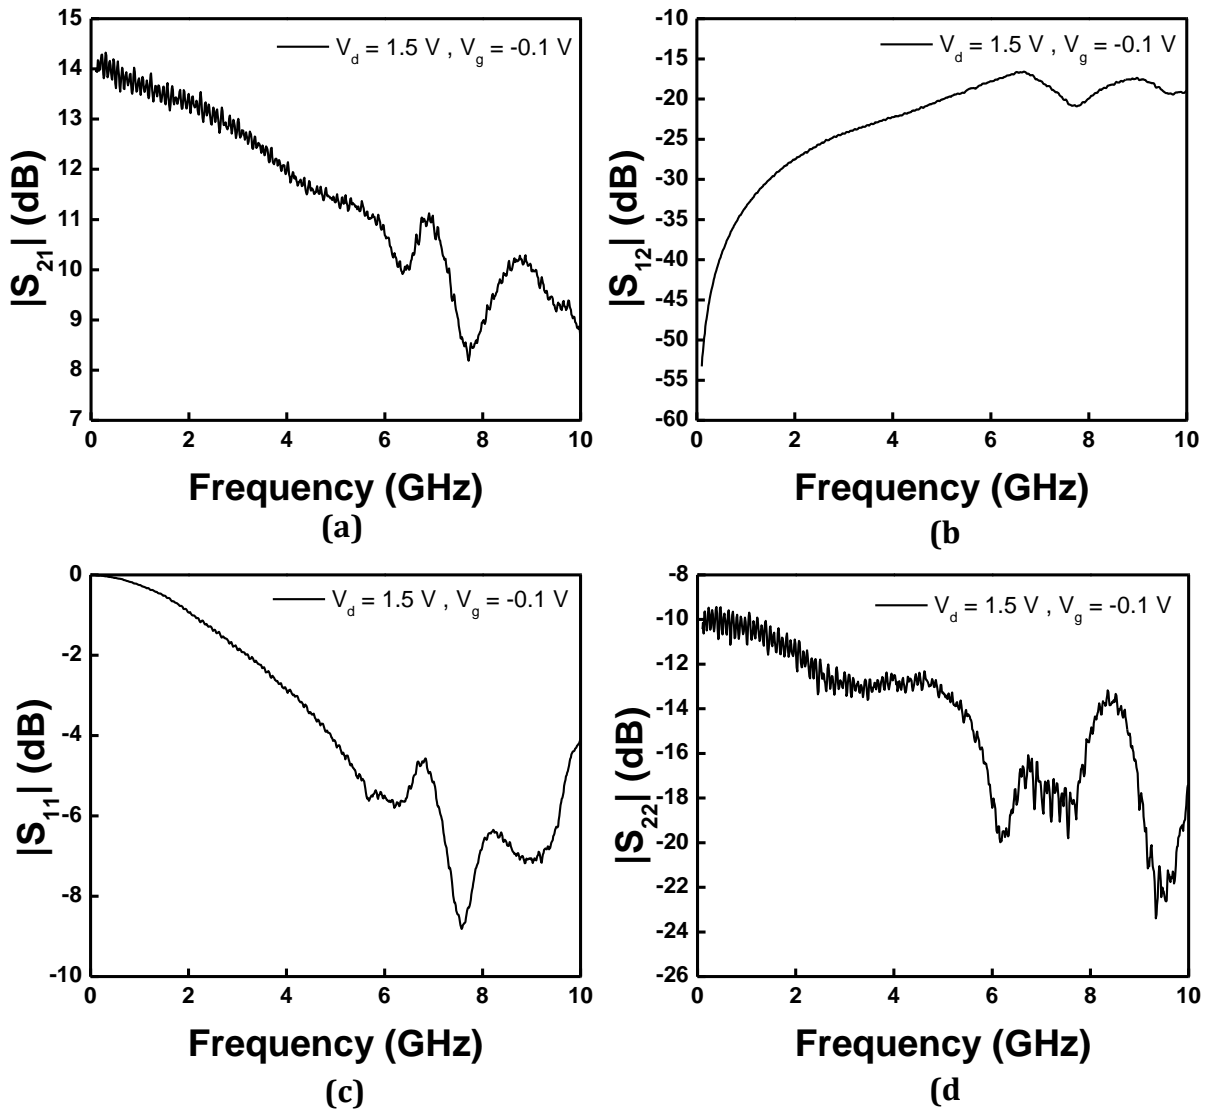 15
14
13
12
11
10
9
8
7
|S21| (dB)
V_d = 1.5 V , V_g = -0.1 V
0 2 4 6 8 10
Frequency (GHz)
(a)
-10
-15
-20
-25
-30
-35
-40
-45
-50
-55
-60
|S12| (dB)
V_d = 1.5 V , V_g = -0.1 V
0 2 4 6 8 10
Frequency (GHz)
(b
0
-2
-4
-6
-8
-10
|S11| (dB)
V_d = 1.5 V , V_g = -0.1 V
0 2 4 6 8 10
Frequency (GHz)
(c)
-8
-10
-12
-14
-16
-18
-20
-22
-24
-26
|S22| (dB)
V_d = 1.5 V , V_g = -0.1 V
0 2 4 6 8 10
Frequency (GHz)
(d